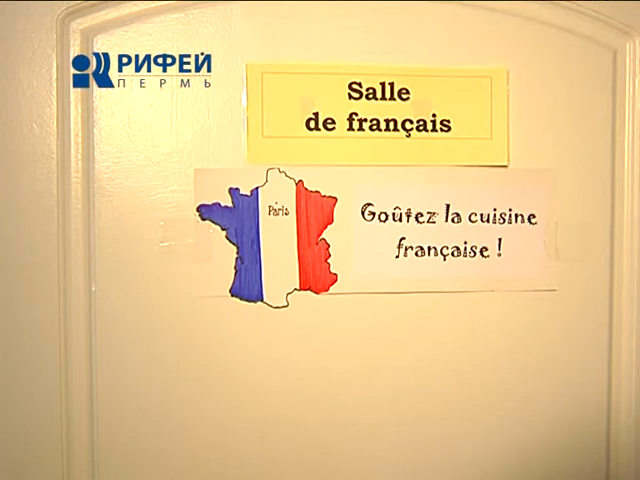 РИФЕЙ
ПЕРМЬ
Salle
de français
Paris
Goûtez la cuisine
française !